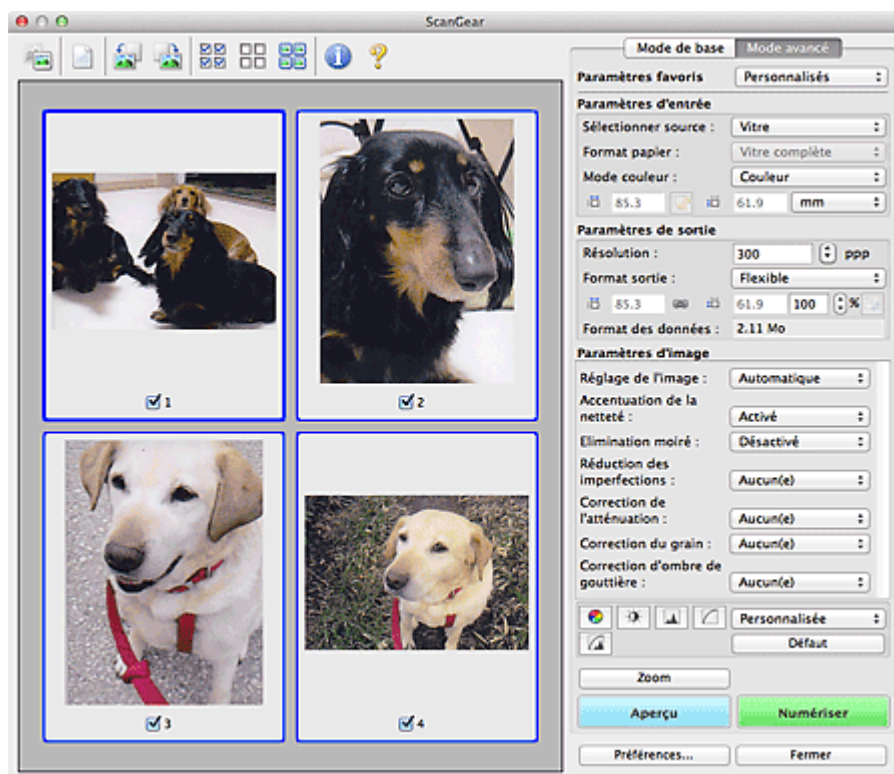 ScanGear
Mode de base Mode avancé
Paramètres favoris Personnalisés
Paramètres d'entrée
Sélectionner source : Vitre
Format papier : Vitre complète
Mode couleur : Couleur
85.3 61.9 mm
Paramètres de sortie
Résolution : 300 ppp
Format sortie : Flexible
85.3 61.9 100 %
Format des données : 2.11 Mo
Paramètres d'image
Réglage de l'image : Automatique
Accentuation de la
netteté : Activé
Elimination moiré : Désactivé
Réduction des
imperfections : Aucun(e)
Correction de
l'atténuation : Aucun(e)
Correction du grain : Aucun(e)
Correction d'ombre de
gouttière : Aucun(e)
Personnalisée
Défaut
Zoom
Aperçu Numériser
Préférences... Fermer
1
2
3
4